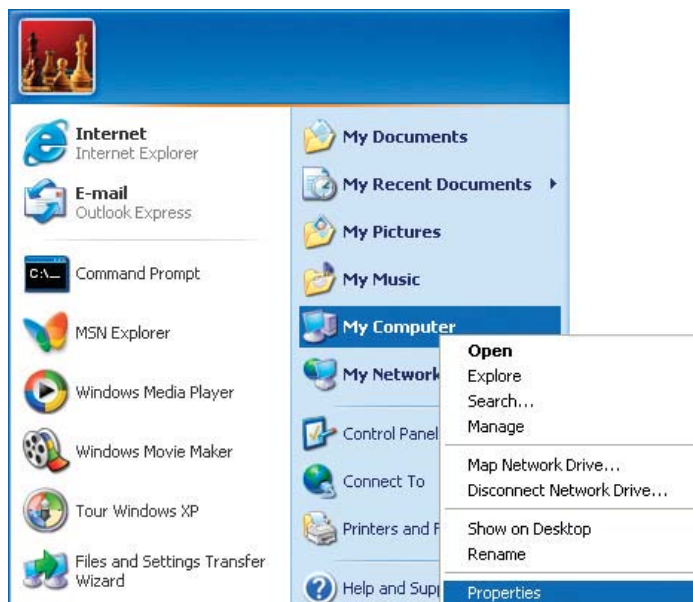 Internet
Internet Explorer
E-mail
Outlook Express
C:\_
Command Prompt
MSN Explorer
Windows Media Player
Windows Movie Maker
Tour Windows XP
Files and Settings Transfer
Wizard
My Documents
My Recent Documents
My Pictures
My Music
My Computer
My Network
Control Panel
Connect To
Printers and F
Help and Supp
Open
Explore
Search...
Manage
Map Network Drive...
Disconnect Network Drive...
Show on Desktop
Rename
Properties